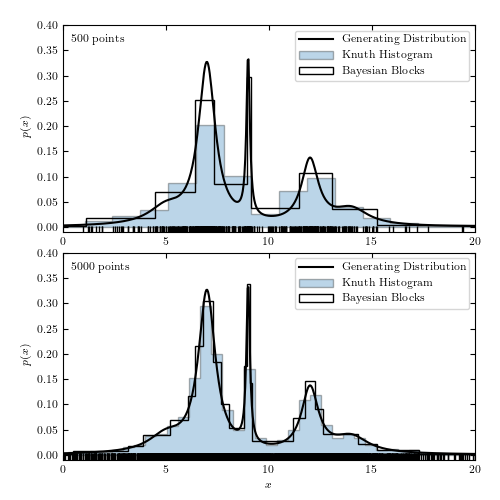 0.40
500 points
Generating Distribution
Knuth Histogram
Bayesian Blocks
0.35
0.30
0.25
0.20
0.15
0.10
0.05
0.00
p(x)
0 5 10 15 20
0.40
5000 points
Generating Distribution
Knuth Histogram
Bayesian Blocks
0.35
0.30
0.25
0.20
0.15
0.10
0.05
0.00
p(x)
0 5 10 15 20
x